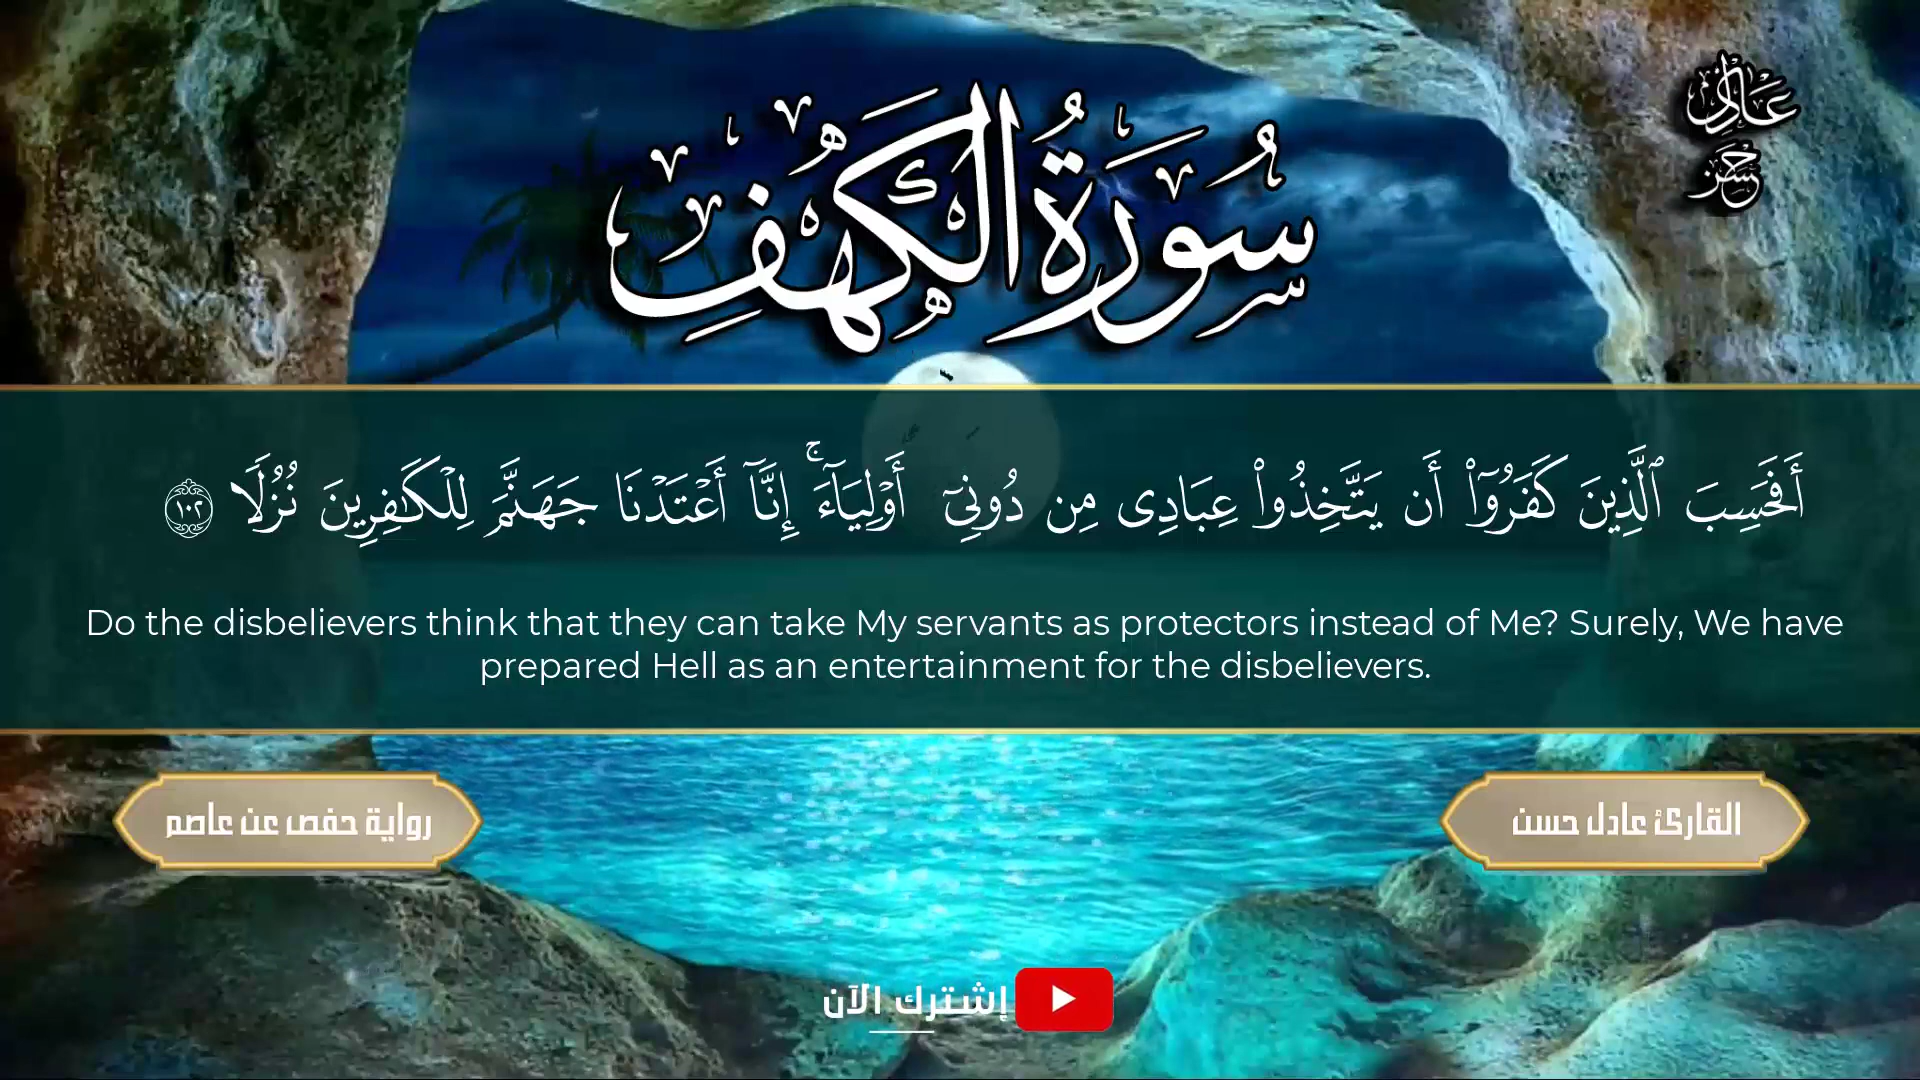 عادل
حسن
سُورَةُ الْكَهْفِ
أَفَحَسِبَ ٱلَّذِينَ كَفَرُوٓا۟ أَن يَتَّخِذُوا۟ عِبَادِى مِن دُونِىٓ أَوْلِيَآءَ ۚ إِنَّآ أَعْتَدْنَا جَهَنَّمَ لِلْكَـٰفِرِينَ نُزُلًا ١٠٢
Do the disbelievers think that they can take My servants as protectors instead of Me? Surely, We have
prepared Hell as an entertainment for the disbelievers.
القارئ عادل حسن
رواية حفص عن عاصم
إشترك الآن